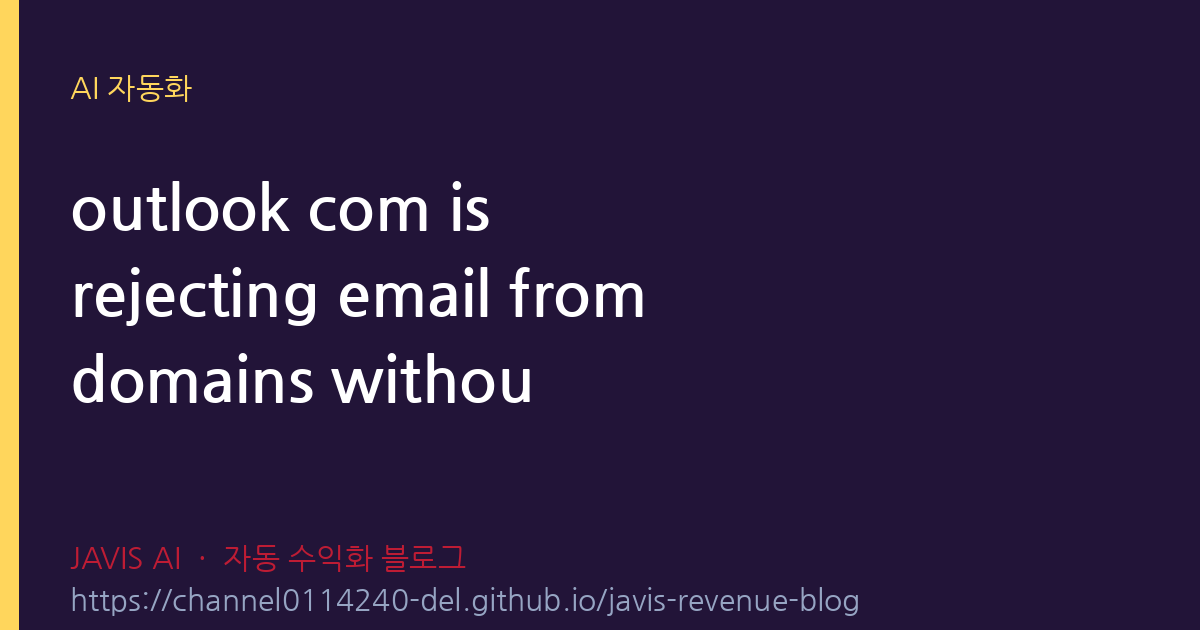 AI 자동화
outlook com is
rejecting email from
domains withou
JAVIS AI · 자동 수익화 블로그
https://channel0114240-del.github.io/javis-revenue-blog